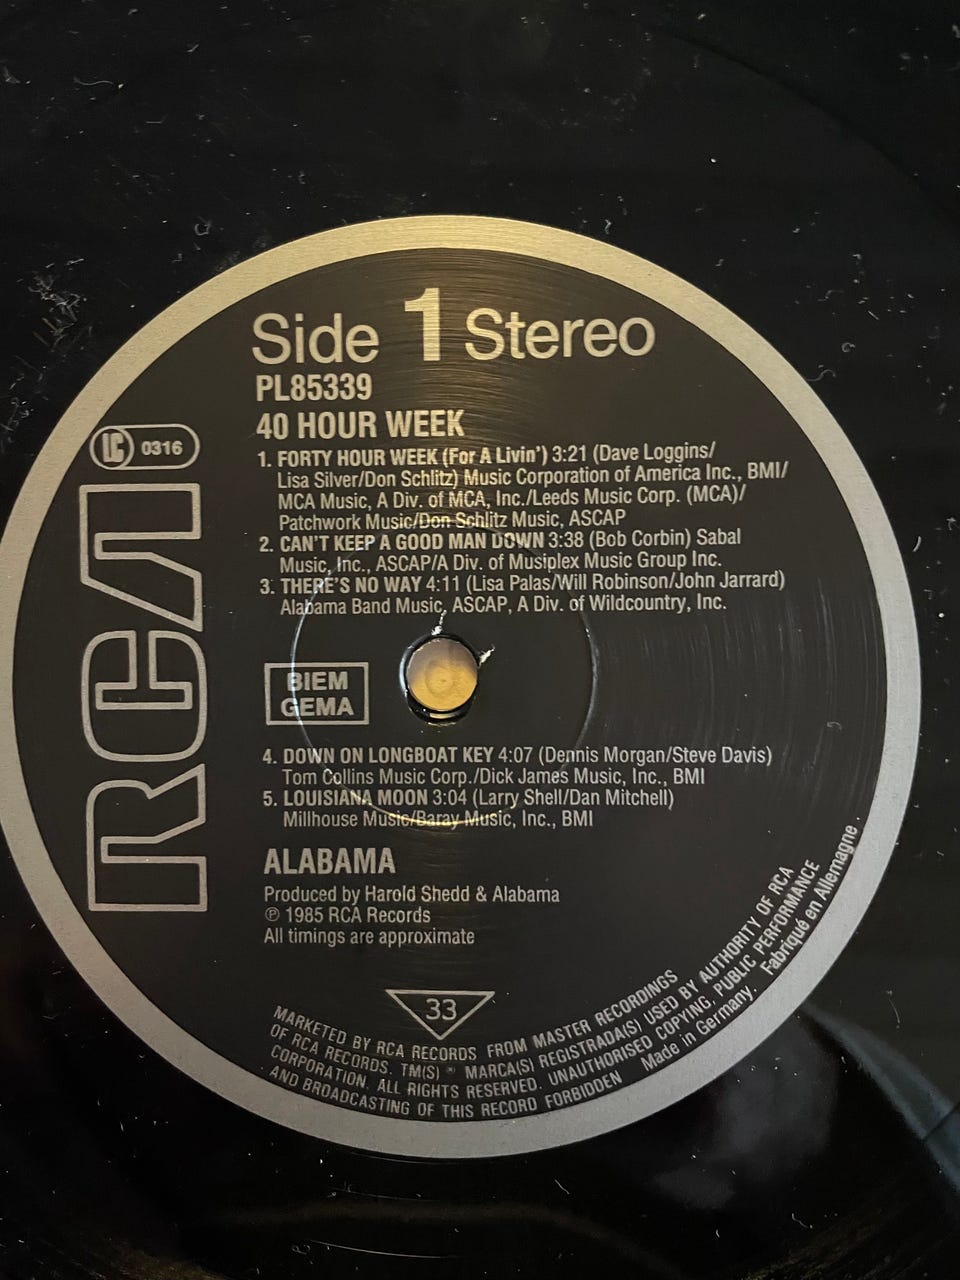 Side 1 Stereo
PL85339
40 HOUR WEEK
LC 0316
RCA
1. FORTY HOUR WEEK (For A Livin') 3:21 (Dave Loggins/
Lisa Silver/Don Schlitz) Music Corporation of America Inc., BMI/
MCA Music, A Div. of MCA, Inc./Leeds Music Corp. (MCA)/
Patchwork Music/Don Schlitz Music, ASCAP
2. CAN'T KEEP A GOOD MAN DOWN 3:38 (Bob Corbin) Sabal
Music, Inc., ASCAP/A Div. of Musiplex Music Group Inc.
3. THERE'S NO WAY 4:11 (Lisa Palas/Will Robinson/John Jarrard)
Alabama Band Music, ASCAP, A Div. of Wildcountry, Inc.
BIEM
GEMA
4. DOWN ON LONGBOAT KEY 4:07 (Dennis Morgan/Steve Davis)
Tom Collins Music Corp./Dick James Music, Inc., BMI
5. LOUISIANA MOON 3:04 (Larry Shell/Dan Mitchell)
Millhouse Music/Baray Music, Inc., BMI
ALABAMA
Produced by Harold Shedd & Alabama
℗ 1985 RCA Records
All timings are approximate
33
MARKETED BY RCA RECORDS FROM MASTER RECORDINGS
OF RCA RECORDS. TM(S) ® MARCA(S) REGISTRADA(S) USED BY AUTHORITY OF RCA
CORPORATION. ALL RIGHTS RESERVED. UNAUTHORISED COPYING, PUBLIC PERFORMANCE
AND BROADCASTING OF THIS RECORD FORBIDDEN Made in Germany. Fabriqué en Allemagne.